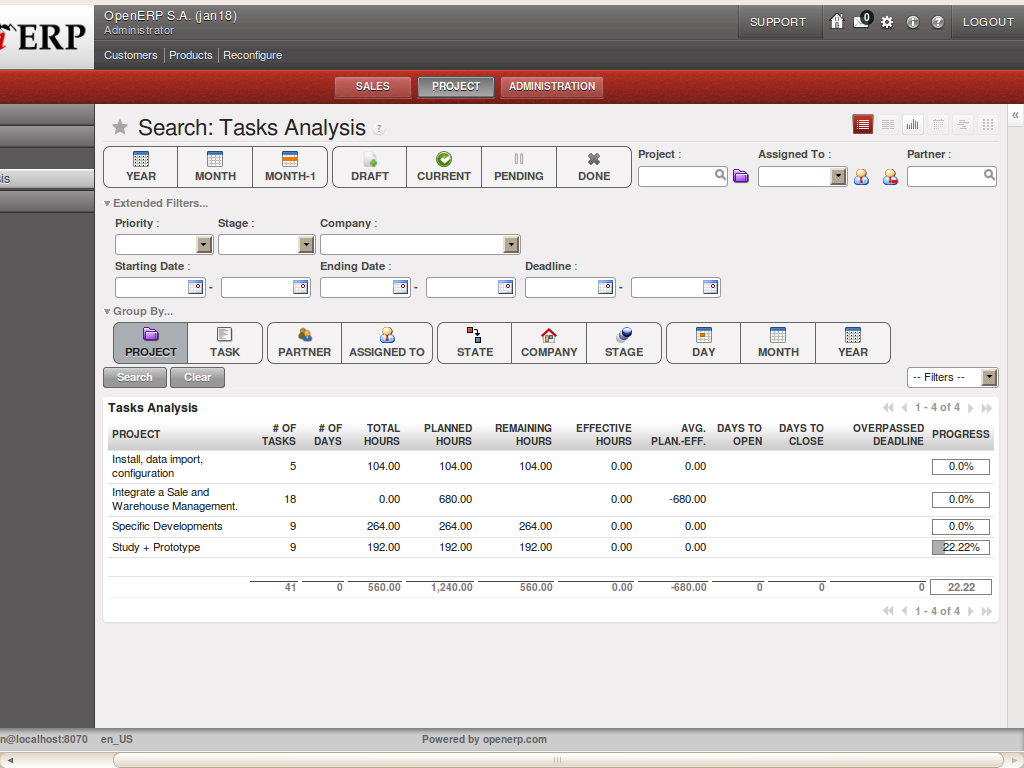 OpenERP S.A. (jan18)
Administrator
ERP
SUPPORT
0
LOGOUT
Customers Products Reconfigure
SALES PROJECT ADMINISTRATION
Search: Tasks Analysis ?
YEAR MONTH MONTH-1 DRAFT CURRENT PENDING DONE
Project : Assigned To : Partner :
Extended Filters...
Priority : Stage : Company :
Starting Date : Ending Date : Deadline :
- - -
Group By...
PROJECT TASK PARTNER ASSIGNED TO STATE COMPANY STAGE DAY MONTH YEAR
Search Clear -- Filters --
Tasks Analysis 1 - 4 of 4
PROJECT # OF TASKS # OF DAYS TOTAL HOURS PLANNED HOURS REMAINING HOURS EFFECTIVE HOURS AVG. PLAN.-EFF. DAYS TO OPEN DAYS TO CLOSE OVERPASSED DEADLINE PROGRESS
Install, data import, configuration 5 104.00 104.00 104.00 0.00 0.00 0.0%
Integrate a Sale and Warehouse Management. 18 0.00 680.00 0.00 -680.00 0.0%
Specific Developments 9 264.00 264.00 264.00 0.00 0.00 0.0%
Study + Prototype 9 192.00 192.00 192.00 0.00 0.00 22.22%
41 0 560.00 1,240.00 560.00 0.00 -680.00 0 0 0 22.22
1 - 4 of 4
n@localhost:8070 en_US Powered by openerp.com